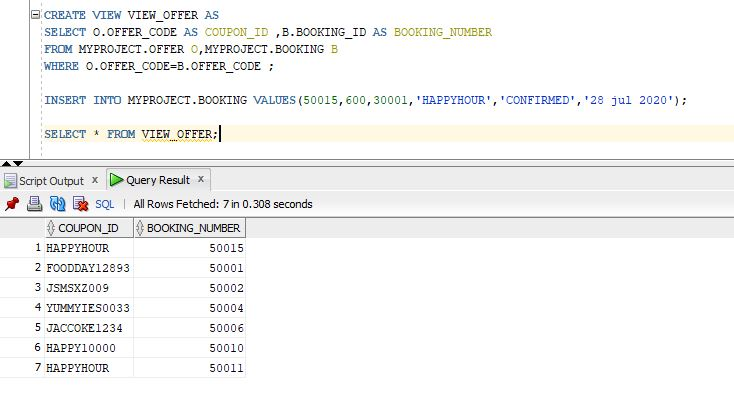 CREATE VIEW VIEW_OFFER AS
SELECT O.OFFER_CODE AS COUPON_ID ,B.BOOKING_ID AS BOOKING_NUMBER
FROM MYPROJECT.OFFER O,MYPROJECT.BOOKING B
WHERE O.OFFER_CODE=B.OFFER_CODE ;
INSERT INTO MYPROJECT.BOOKING VALUES(50015,600,30001,'HAPPYHOUR','CONFIRMED','28 jul 2020');
SELECT * FROM VIEW_OFFER;
Script Output x Query Result x
SQL | All Rows Fetched: 7 in 0.308 seconds
COUPON_ID BOOKING_NUMBER
1 HAPPYHOUR 50015
2 FOODDAY12893 50001
3 JSMSXZ009 50002
4 YUMMYIES0033 50004
5 JACCOKE1234 50006
6 HAPPY10000 50010
7 HAPPYHOUR 50011